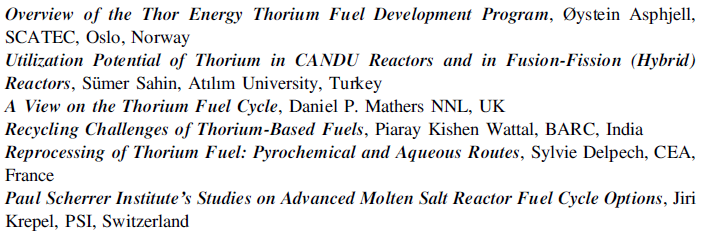 Overview of the Thor Energy Thorium Fuel Development Program, Øystein Asphjell,
SCATEC, Oslo, Norway
Utilization Potential of Thorium in CANDU Reactors and in Fusion-Fission (Hybrid)
Reactors, Sümer Sahin, Atılım University, Turkey
A View on the Thorium Fuel Cycle, Daniel P. Mathers NNL, UK
Recycling Challenges of Thorium-Based Fuels, Piaray Kishen Wattal, BARC, India
Reprocessing of Thorium Fuel: Pyrochemical and Aqueous Routes, Sylvie Delpech, CEA,
France
Paul Scherrer Institute's Studies on Advanced Molten Salt Reactor Fuel Cycle Options, Jiri
Krepel, PSI, Switzerland